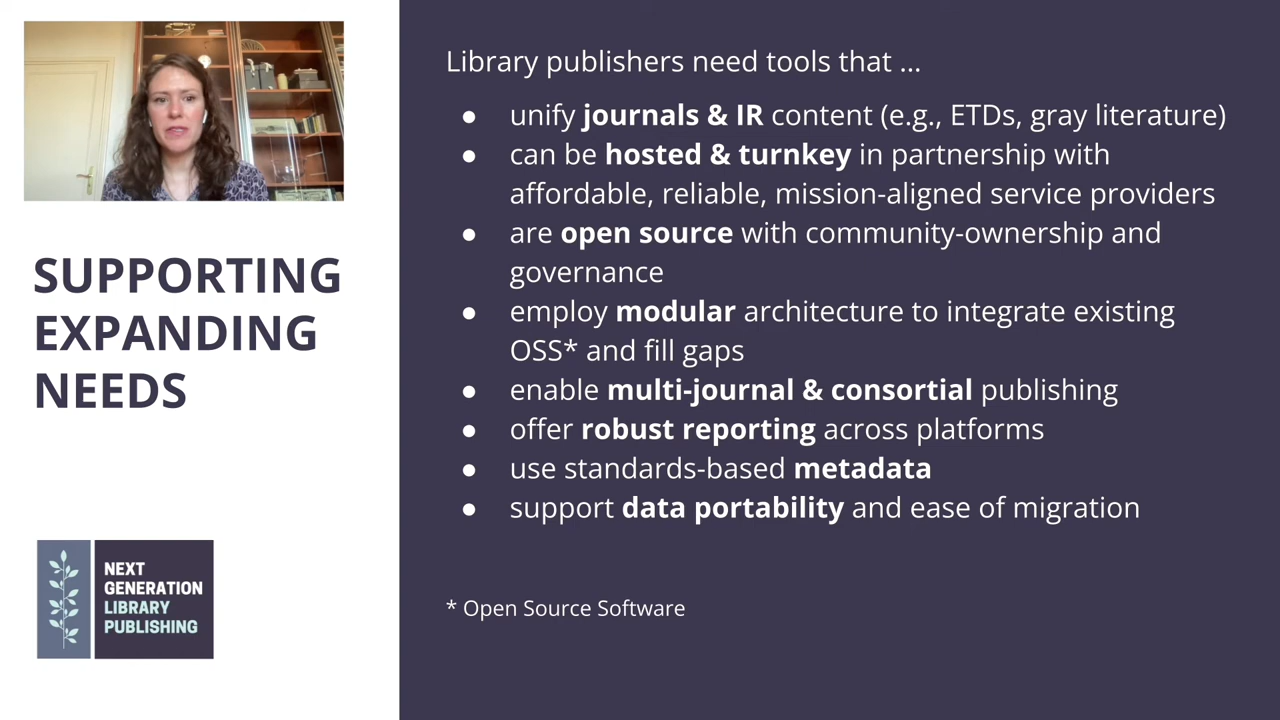 SUPPORTING
EXPANDING
NEEDS
NEXT
GENERATION
LIBRARY
PUBLISHING
Library publishers need tools that ...
● unify journals & IR content (e.g., ETDs, gray literature)
● can be hosted & turnkey in partnership with
affordable, reliable, mission-aligned service providers
● are open source with community-ownership and
governance
● employ modular architecture to integrate existing
OSS* and fill gaps
● enable multi-journal & consortial publishing
● offer robust reporting across platforms
● use standards-based metadata
● support data portability and ease of migration
* Open Source Software